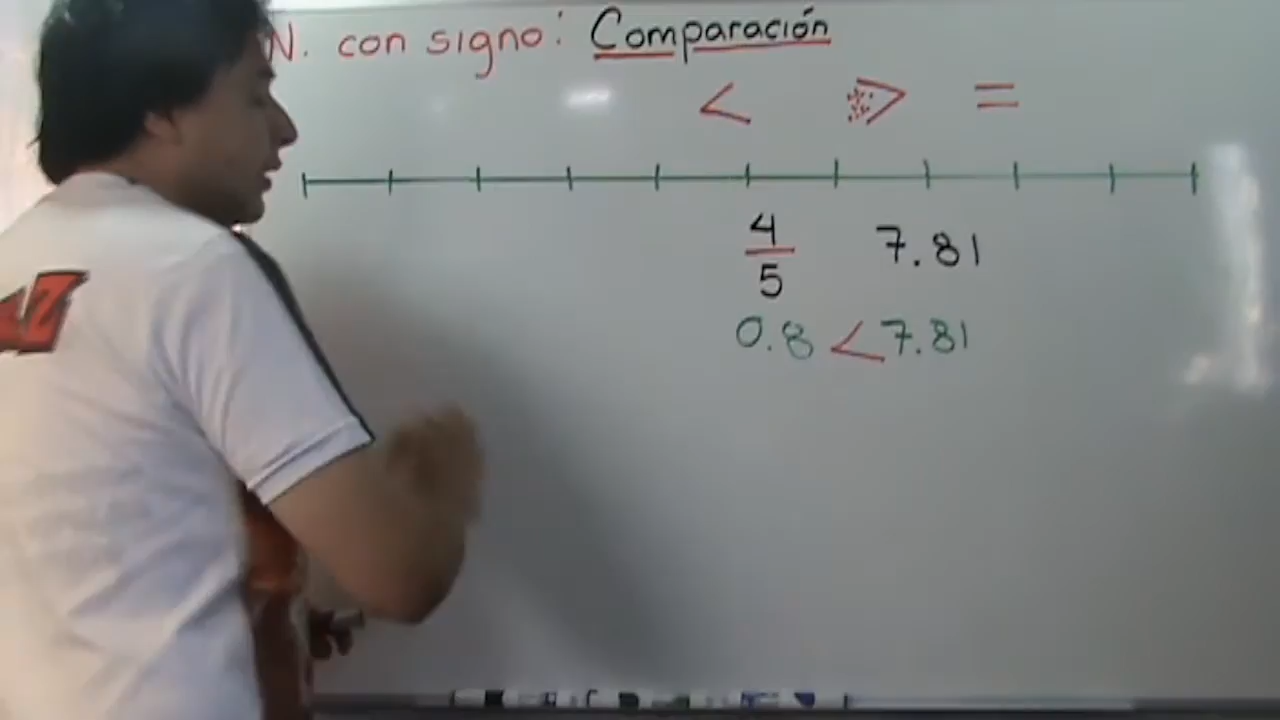 N. con signo: Comparación
< > =
4/5 7.81
0.8 < 7.81